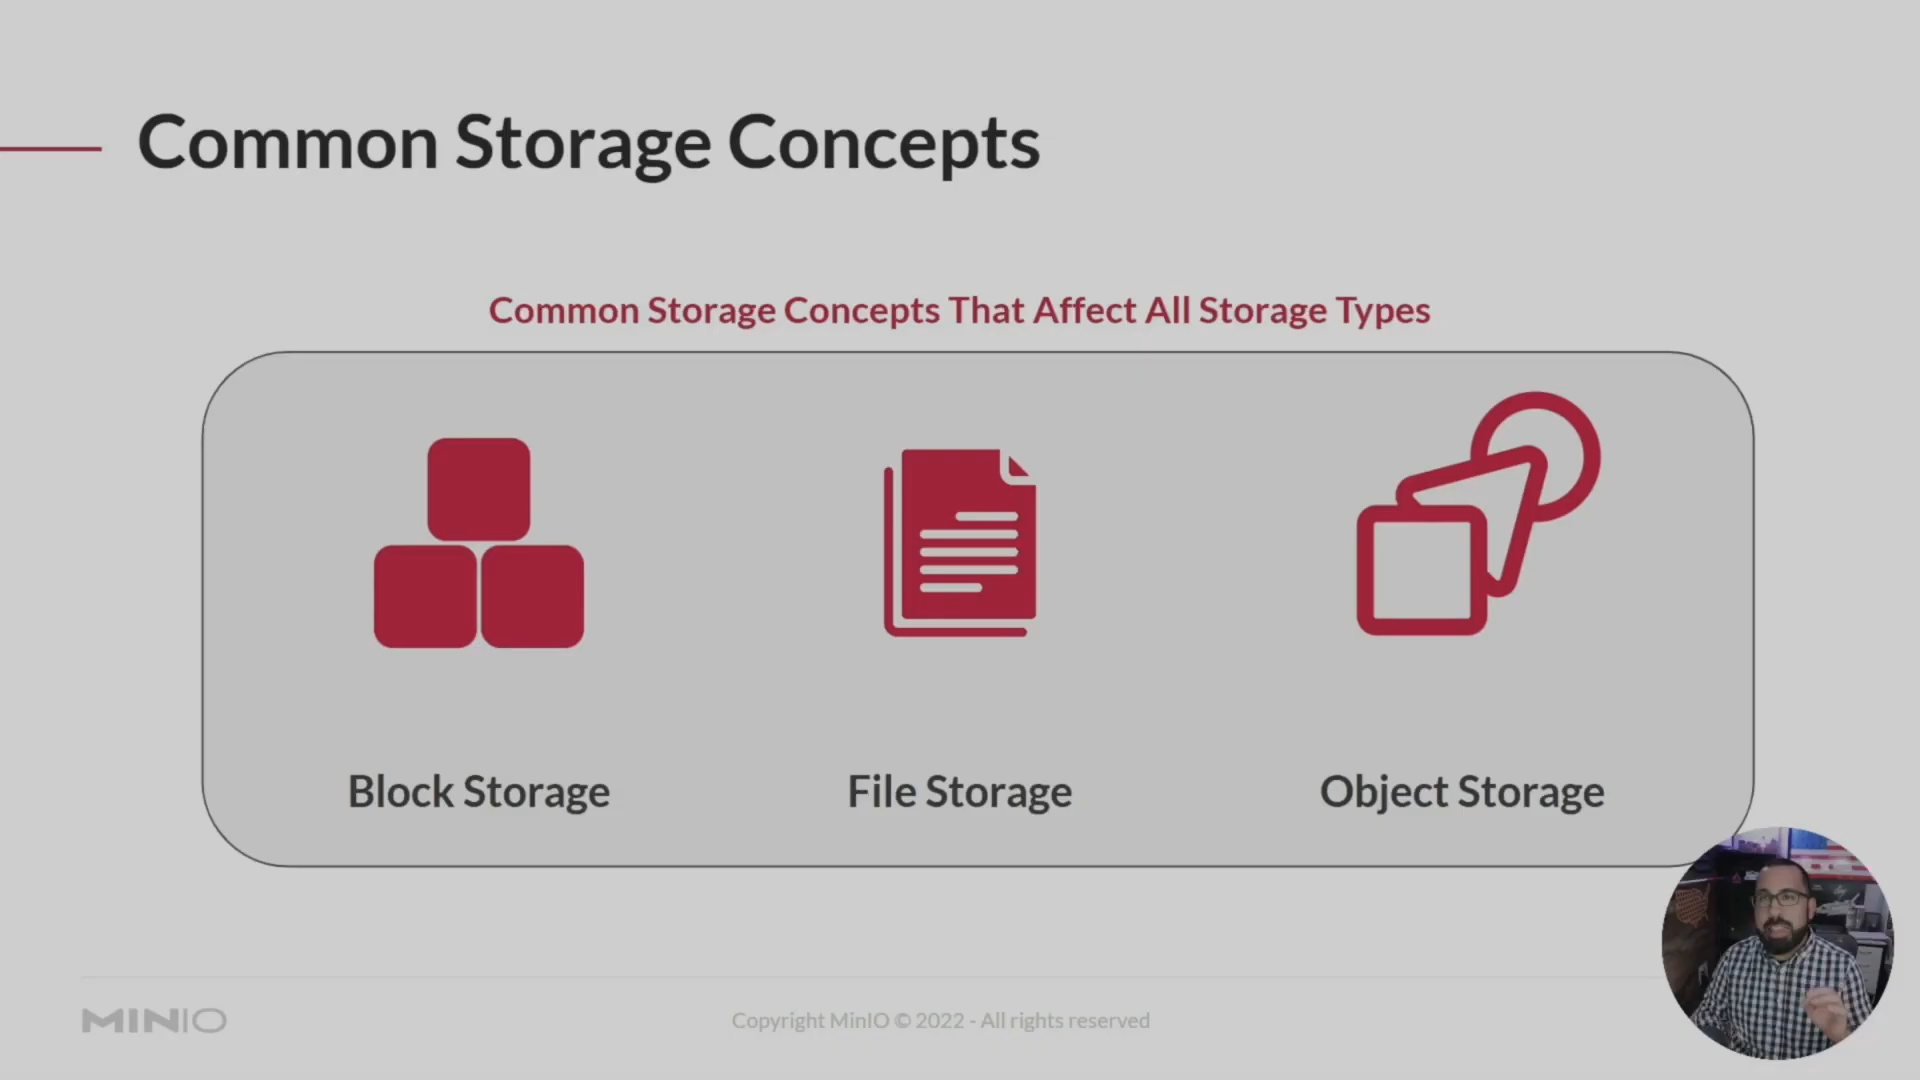 Common Storage Concepts
Common Storage Concepts That Affect All Storage Types
Block Storage
File Storage
Object Storage
MINIO
Copyright MinIO © 2022 - All rights reserved